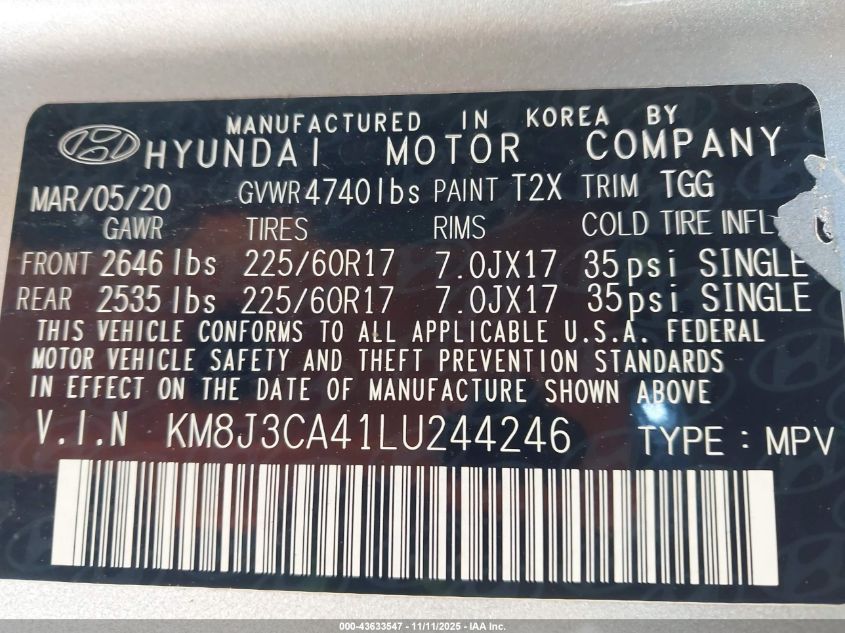 MANUFACTURED IN KOREA BY
HYUNDAI MOTOR COMPANY
MAR/05/20 GVWR 4740lbs PAINT T2X TRIM TGG
GAWR TIRES RIMS COLD TIRE INFL
FRONT 2646lbs 225/60R17 7.0JX17 35psi SINGLE
REAR 2535lbs 225/60R17 7.0JX17 35psi SINGLE
THIS VEHICLE CONFORMS TO ALL APPLICABLE U.S.A. FEDERAL
MOTOR VEHICLE SAFETY AND THEFT PREVENTION STANDARDS
IN EFFECT ON THE DATE OF MANUFACTURE SHOWN ABOVE
V.I.N KM8J3CA41LU244246 TYPE : MPV
000-43633547 - 11/11/2025 - IAA Inc.